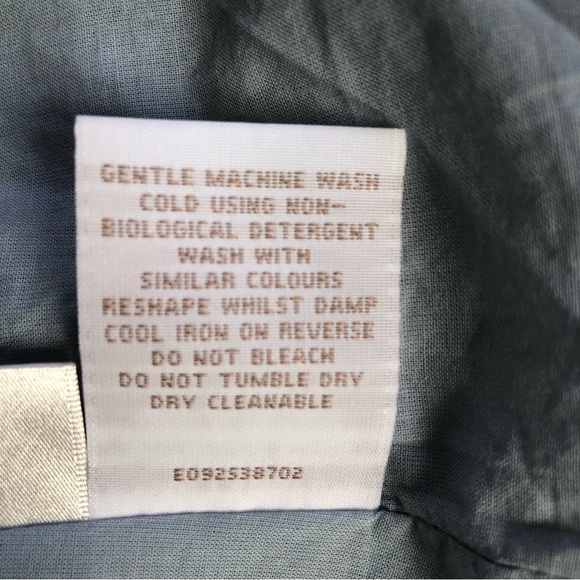 GENTLE MACHINE WASH
COLD USING NON-
BIOLOGICAL DETERGENT
WASH WITH
SIMILAR COLOURS
RESHAPE WHILST DAMP
COOL IRON ON REVERSE
DO NOT BLEACH
DO NOT TUMBLE DRY
DRY CLEANABLE
E092538702